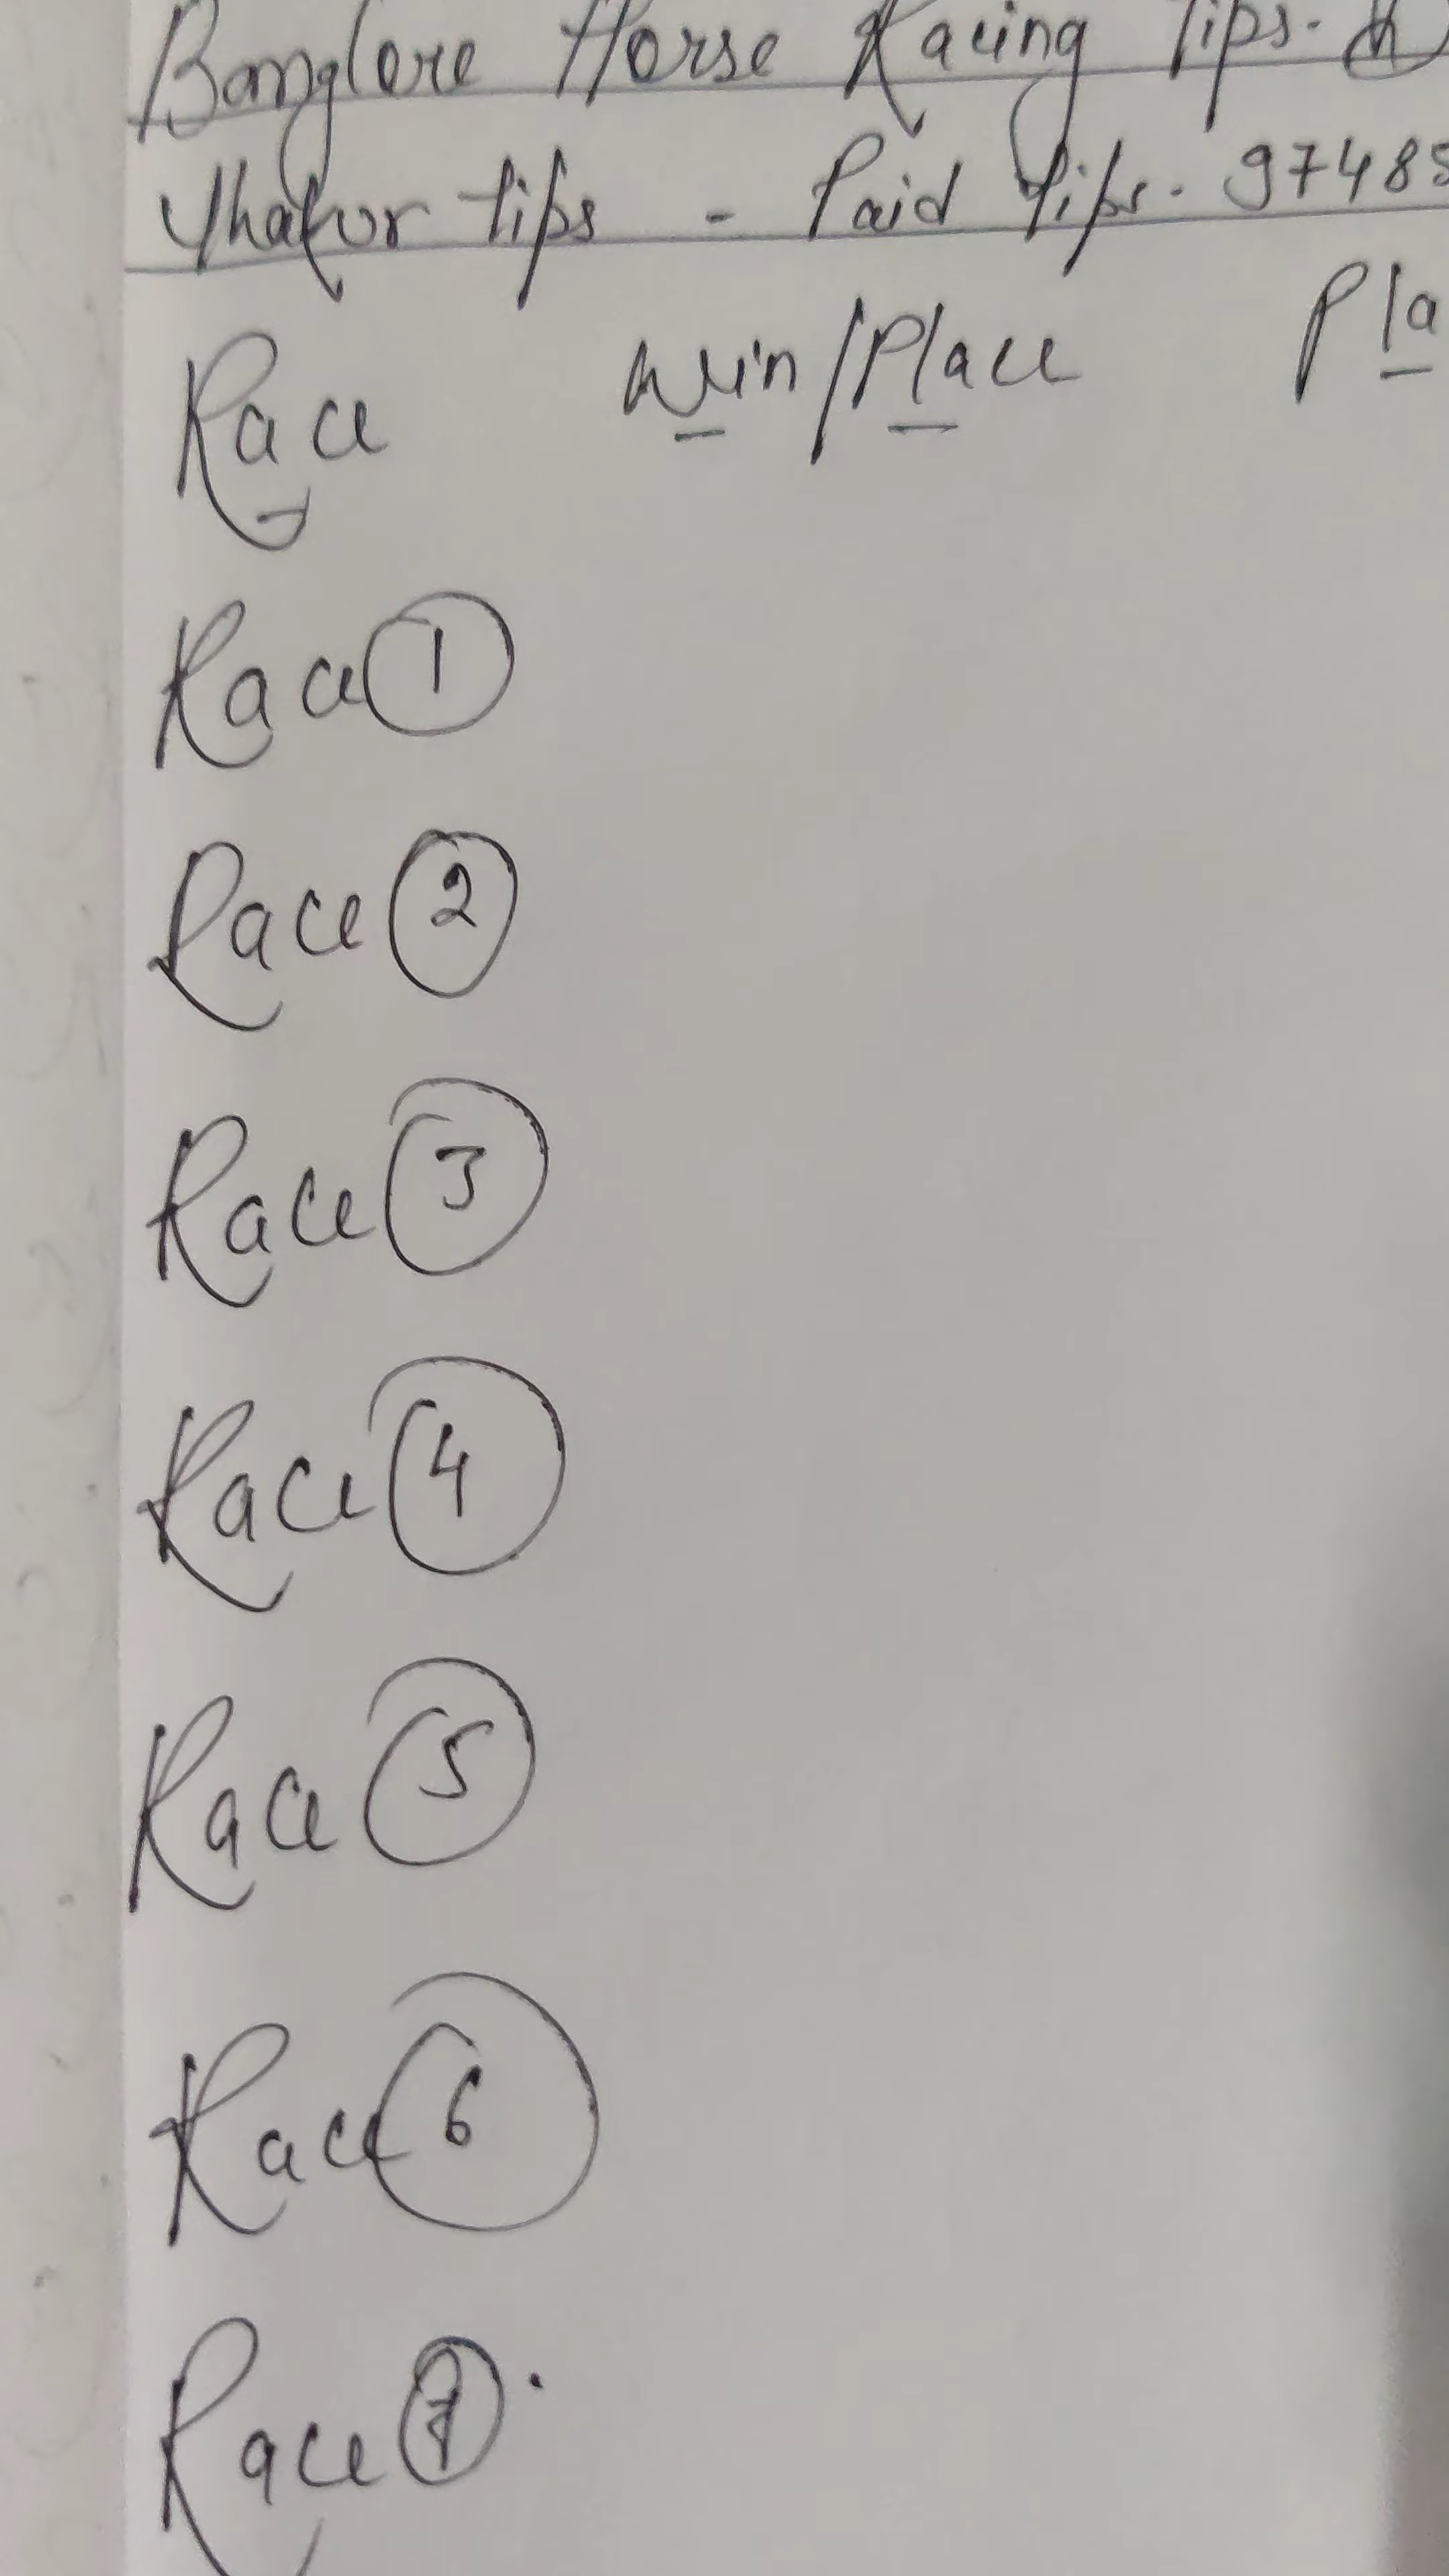 Banglore Horse Racing Tips.
Thakur tips - Paid tips. 97485
Race Win/Place Pla
Race 1
Race 2
Race 3
Race 4
Race 5
Race 6
Race 7